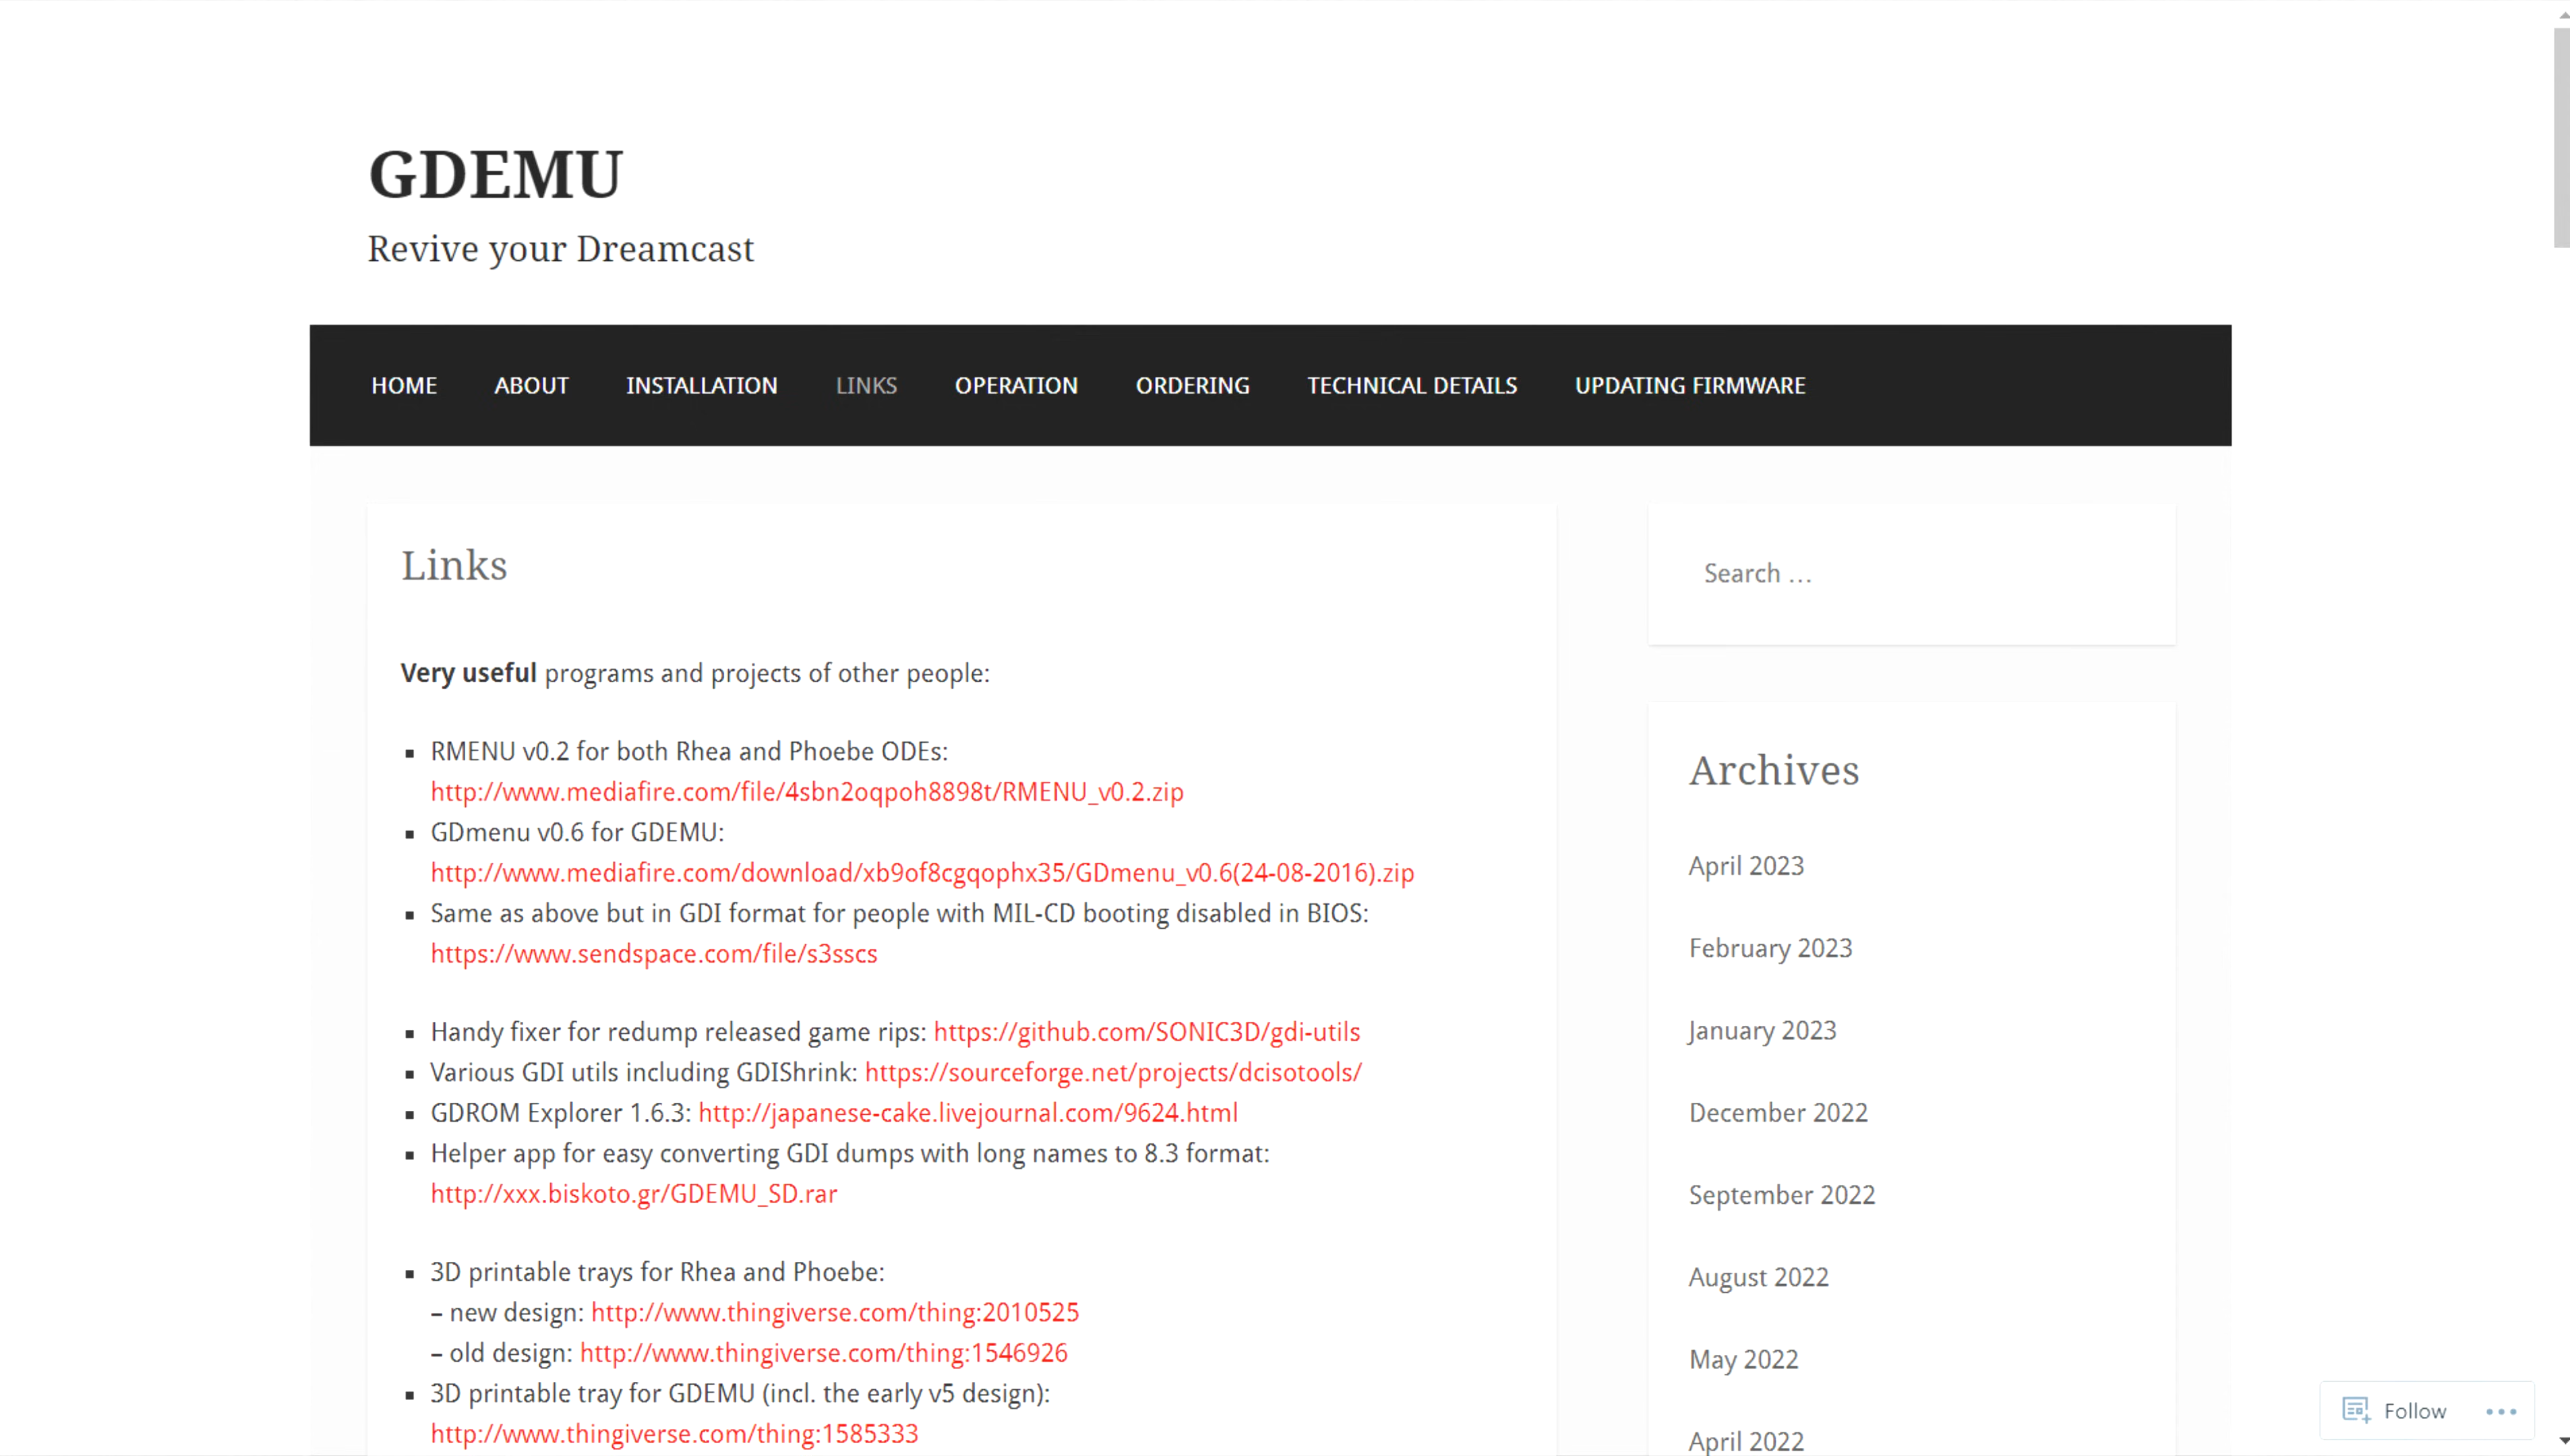 GDEMU
Revive your Dreamcast
HOME ABOUT INSTALLATION LINKS OPERATION ORDERING TECHNICAL DETAILS UPDATING FIRMWARE
Links
Very useful programs and projects of other people:
▪ RMENU v0.2 for both Rhea and Phoebe ODEs:
http://www.mediafire.com/file/4sbn2oqpoh8898t/RMENU_v0.2.zip
▪ GDmenu v0.6 for GDEMU:
http://www.mediafire.com/download/xb9of8cgqophx35/GDmenu_v0.6(24-08-2016).zip
▪ Same as above but in GDI format for people with MIL-CD booting disabled in BIOS:
https://www.sendspace.com/file/s3sscs
▪ Handy fixer for redump released game rips: https://github.com/SONIC3D/gdi-utils
▪ Various GDI utils including GDIShrink: https://sourceforge.net/projects/dcisotools/
▪ GDROM Explorer 1.6.3: http://japanese-cake.livejournal.com/9624.html
▪ Helper app for easy converting GDI dumps with long names to 8.3 format:
http://xxx.biskoto.gr/GDEMU_SD.rar
▪ 3D printable trays for Rhea and Phoebe:
– new design: http://www.thingiverse.com/thing:2010525
– old design: http://www.thingiverse.com/thing:1546926
▪ 3D printable tray for GDEMU (incl. the early v5 design):
http://www.thingiverse.com/thing:1585333
Search …
Archives
April 2023
February 2023
January 2023
December 2022
September 2022
August 2022
May 2022
April 2022
Follow